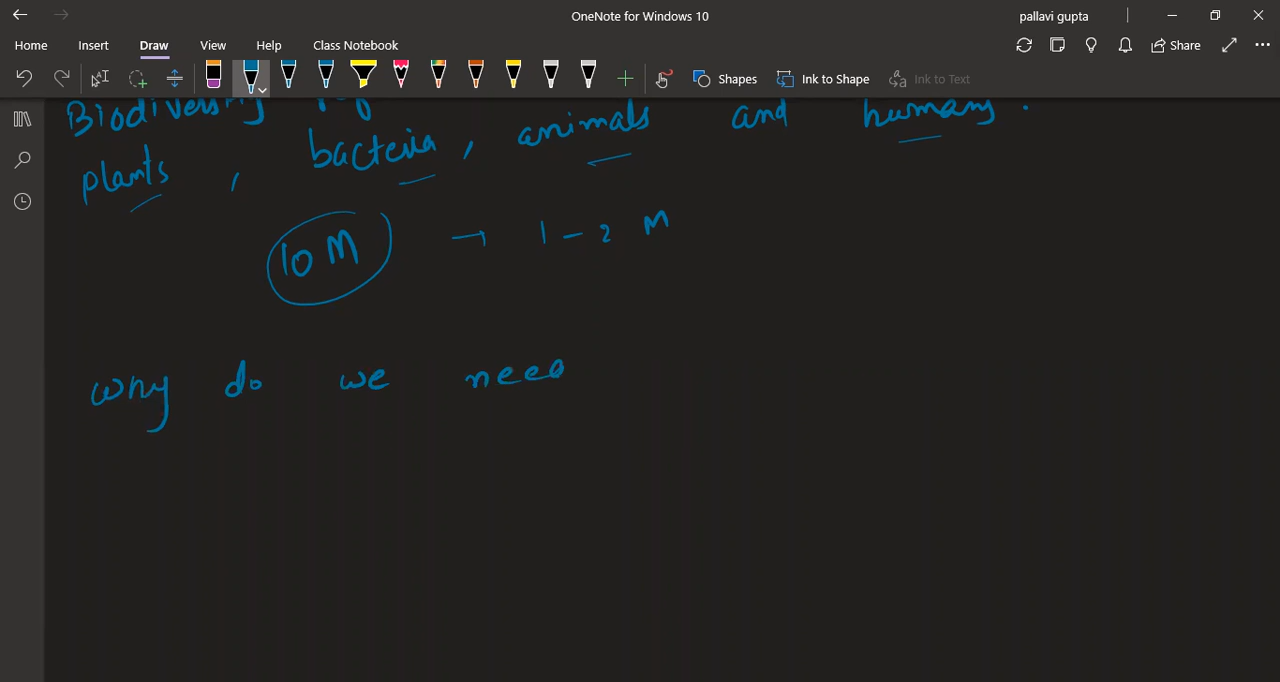 OneNote for Windows 10
pallavi gupta
Home Insert Draw View Help Class Notebook
Share
Shapes Ink to Shape Ink to Text
Biodiversity
plants , bacteria , animals and humans .
10 M → 1 - 2 M
why do we need